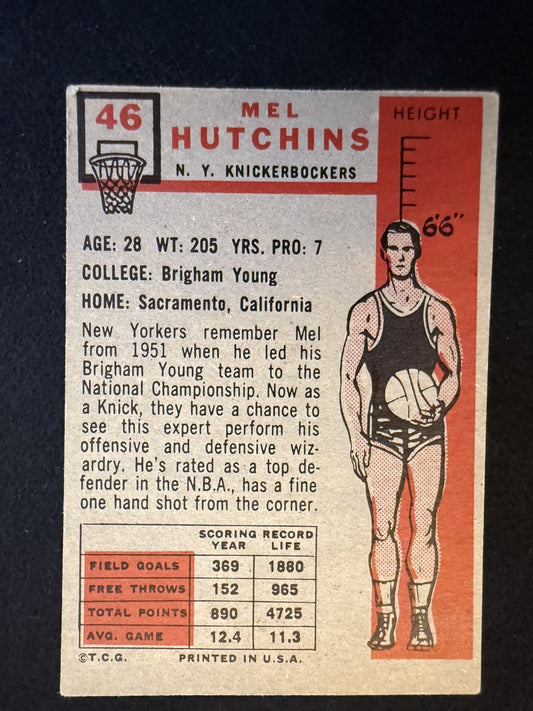 46
MEL
HUTCHINS
N. Y. KNICKERBOCKERS
HEIGHT
6'6"
AGE: 28 WT: 205 YRS. PRO: 7
COLLEGE: Brigham Young
HOME: Sacramento, California
New Yorkers remember Mel
from 1951 when he led his
Brigham Young team to the
National Championship. Now as
a Knick, they have a chance to
see this expert perform his
offensive and defensive wiz-
ardry. He's rated as a top de-
fender in the N.B.A., has a fine
one hand shot from the corner.
SCORING RECORD
YEAR LIFE
FIELD GOALS 369 1880
FREE THROWS 152 965
TOTAL POINTS 890 4725
AVG. GAME 12.4 11.3
©T.C.G. PRINTED IN U.S.A.